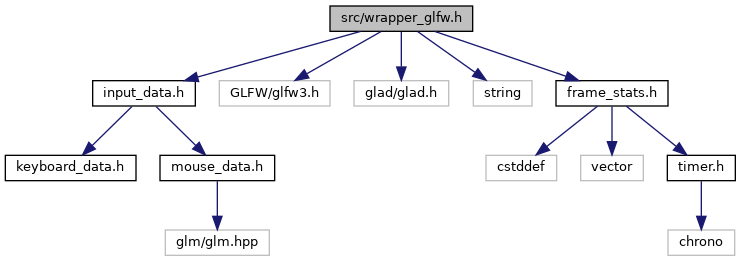 src/wrapper_glfw.h
input_data.h
GLFW/glfw3.h
glad/glad.h
string
frame_stats.h
keyboard_data.h
mouse_data.h
cstddef
vector
timer.h
glm/glm.hpp
chrono